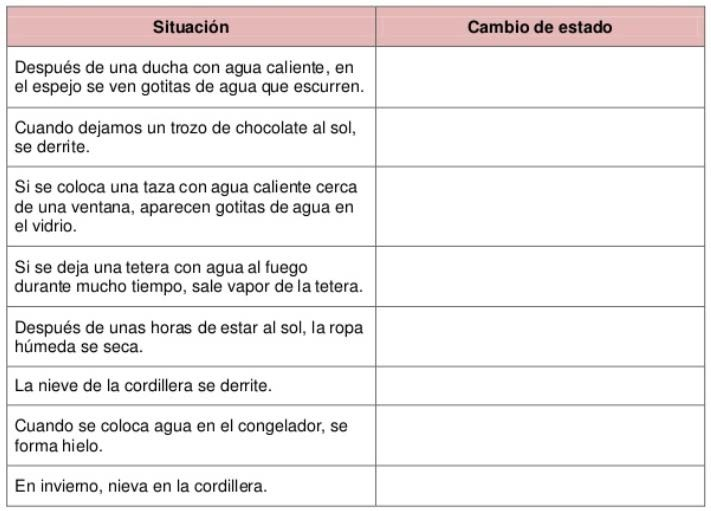 Situación
Cambio de estado
Después de una ducha con agua caliente, en
el espejo se ven gotitas de agua que escurren.
Cuando dejamos un trozo de chocolate al sol,
se derrite.
Si se coloca una taza con agua caliente cerca
de una ventana, aparecen gotitas de agua en
el vidrio.
Si se deja una tetera con agua al fuego
durante mucho tiempo, sale vapor de la tetera.
Después de unas horas de estar al sol, la ropa
húmeda se seca.
La nieve de la cordillera se derrite.
Cuando se coloca agua en el congelador, se
forma hielo.
En invierno, nieva en la cordillera.